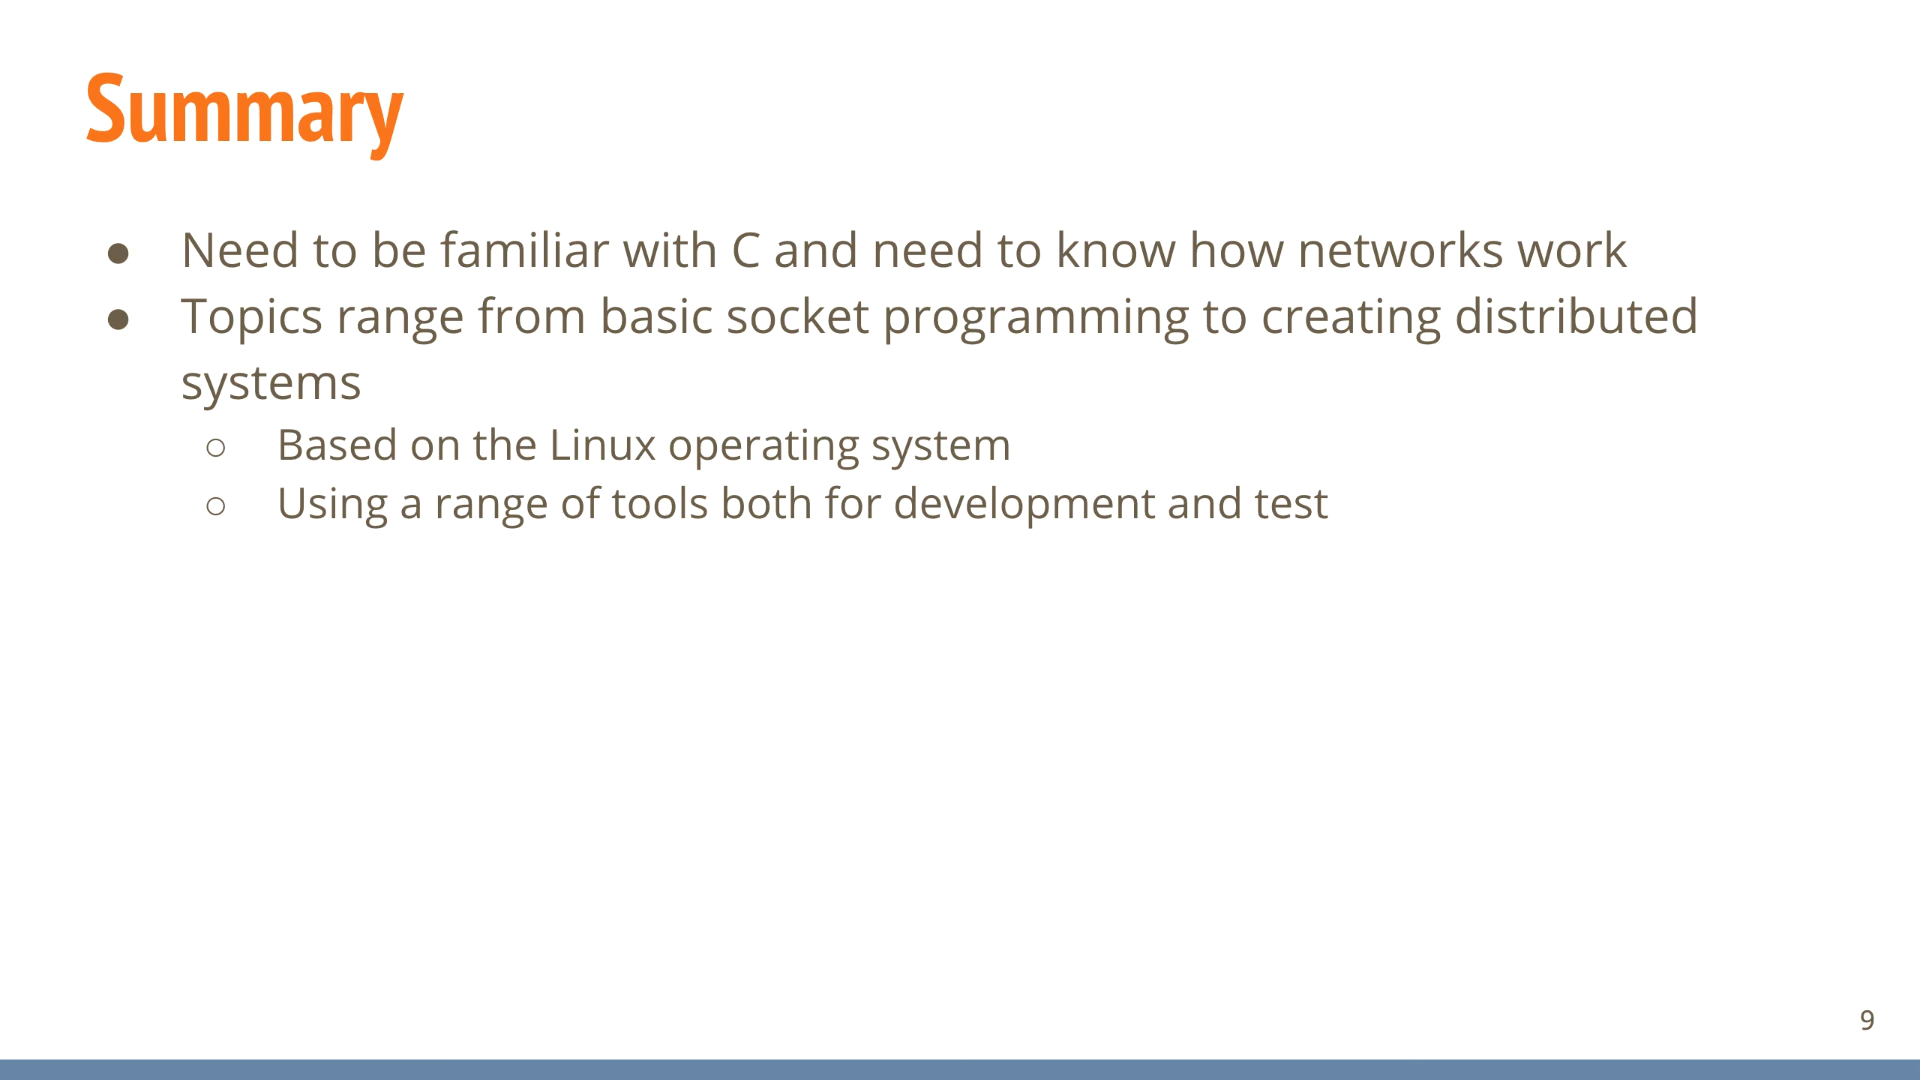 Summary
● Need to be familiar with C and need to know how networks work
● Topics range from basic socket programming to creating distributed
systems
○ Based on the Linux operating system
○ Using a range of tools both for development and test
9